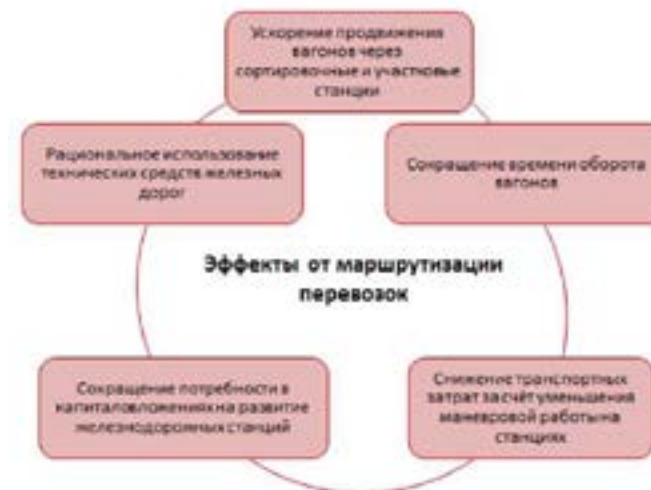 Ускорение продвижения
вагонов через
сортировочные и участковые
станции
Рациональное использование
технических средств железных
дорог
Сокращение времени оборота
вагонов
Эффекты от маршрутизации
перевозок
Сокращение потребности в
капиталовложениях на развитие
железнодорожных станций
Снижение транспортных
затрат за счёт уменьшения
маневровой работы на
станциях